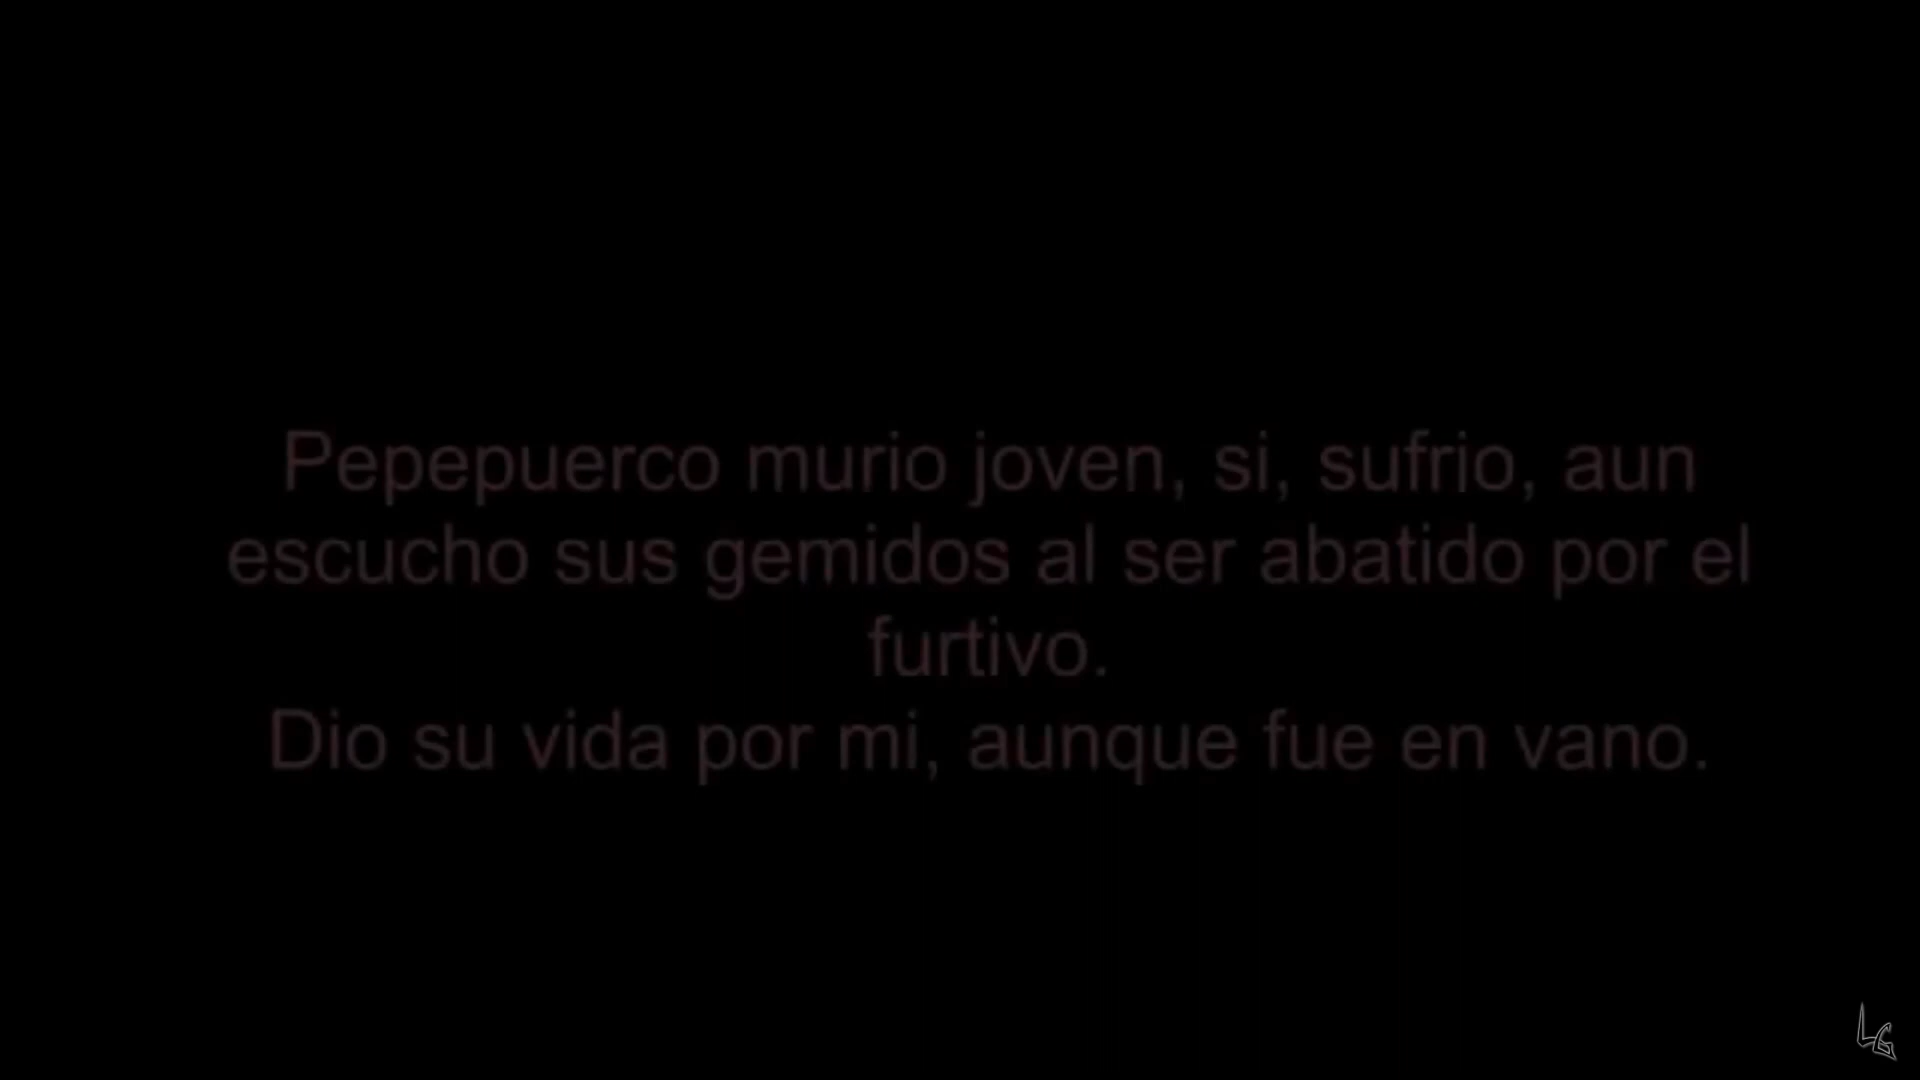 Pepepuerco murio joven, si, sufrio, aun
escucho sus gemidos al ser abatido por el
furtivo.
Dio su vida por mi, aunque fue en vano.
LG